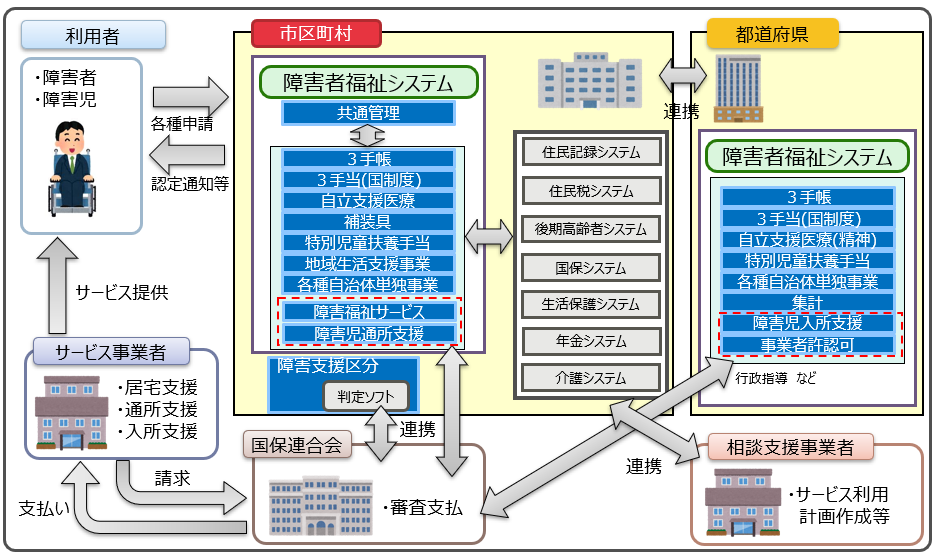 利用者
・障害者
・障害児
各種申請
認定通知等
サービス提供
サービス事業者
・居宅支援
・通所支援
・入所支援
支払い
請求
市区町村
障害者福祉システム
共通管理
３手帳
３手当(国制度)
自立支援医療
補装具
特別児童扶養手当
地域生活支援事業
各種自治体単独事業
障害福祉サービス
障害児通所支援
障害支援区分
判定ソフト
住民記録システム
住民税システム
後期高齢者システム
国保システム
生活保護システム
年金システム
介護システム
連携
都道府県
障害者福祉システム
３手帳
３手当(国制度)
自立支援医療(精神)
特別児童扶養手当
各種自治体単独事業
集計
障害児入所支援
事業者許認可
行政指導 など
国保連合会
連携
・審査支払
連携
相談支援事業者
・サービス利用
計画作成等